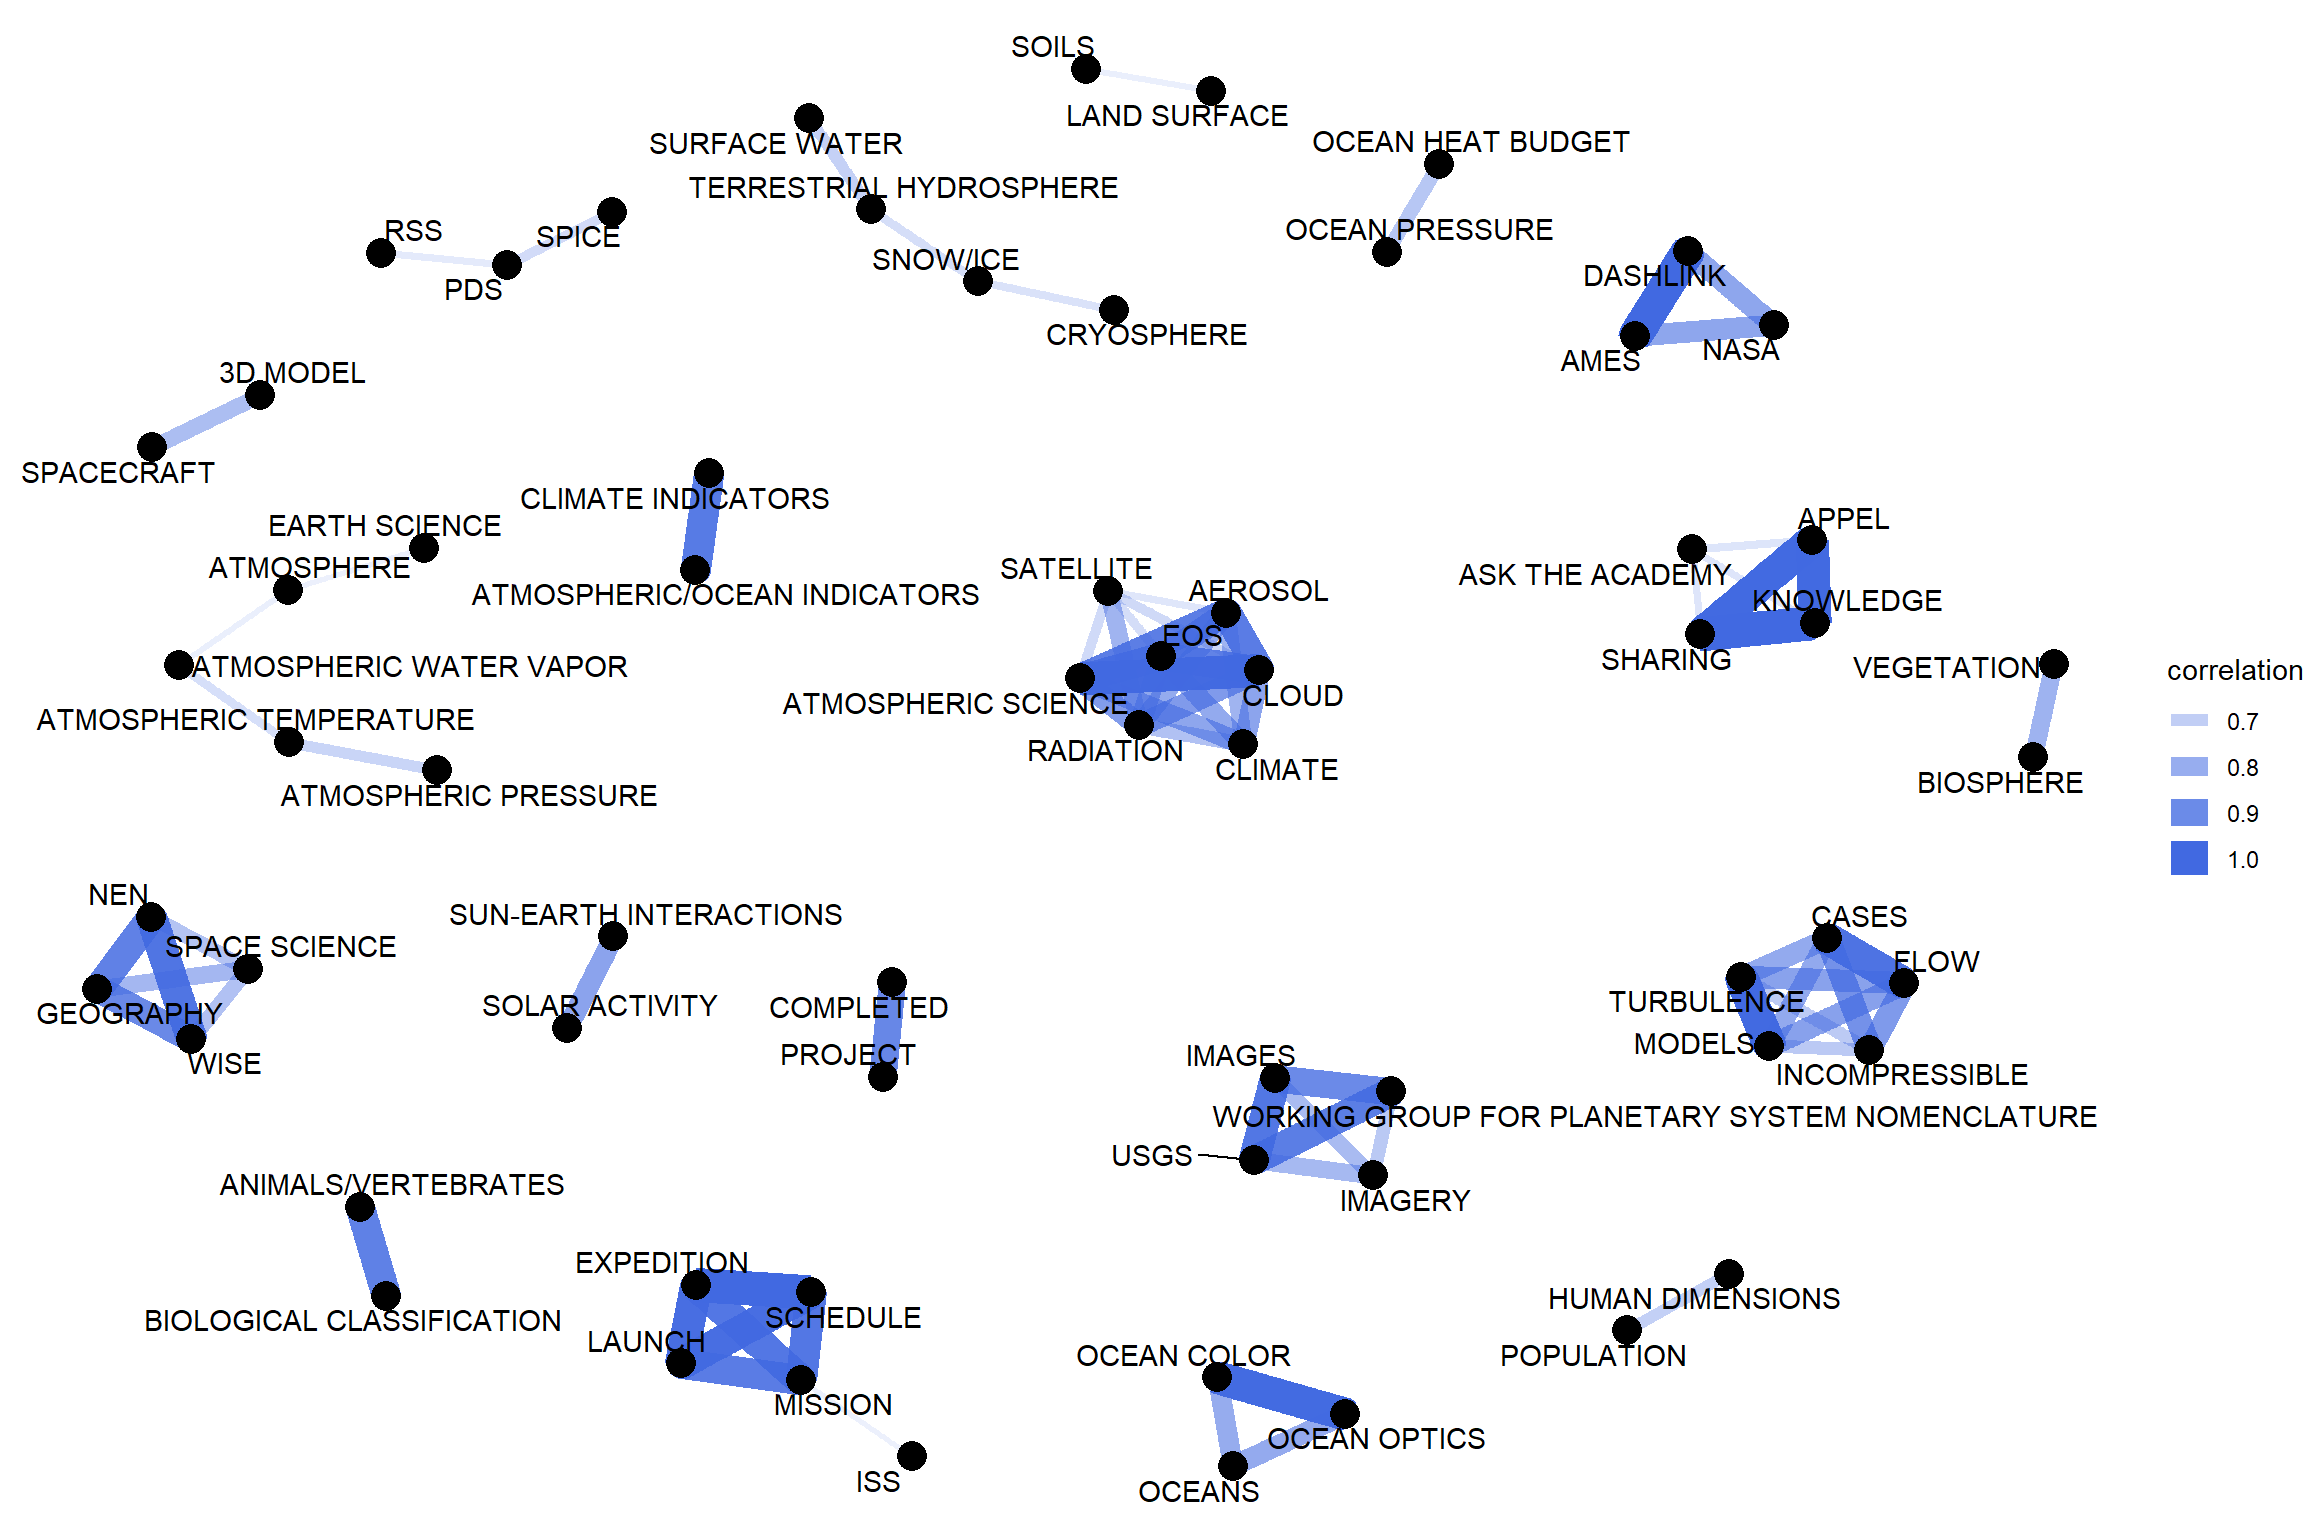 SOILS
LAND SURFACE
SURFACE WATER
OCEAN HEAT BUDGET
TERRESTRIAL HYDROSPHERE
RSS
SPICE
OCEAN PRESSURE
SNOW/ICE
PDS
DASHLINK
CRYOSPHERE
NASA
AMES
3D MODEL
SPACECRAFT
CLIMATE INDICATORS
EARTH SCIENCE
APPEL
ATMOSPHERE
SATELLITE
ASK THE ACADEMY
ATMOSPHERIC/OCEAN INDICATORS
AEROSOL
KNOWLEDGE
EOS
SHARING
ATMOSPHERIC WATER VAPOR
VEGETATION
correlation
0.7
0.8
0.9
1.0
ATMOSPHERIC SCIENCE
CLOUD
ATMOSPHERIC TEMPERATURE
RADIATION
CLIMATE
BIOSPHERE
ATMOSPHERIC PRESSURE
NEN
SUN-EARTH INTERACTIONS
CASES
SPACE SCIENCE
FLOW
GEOGRAPHY
SOLAR ACTIVITY
COMPLETED
TURBULENCE
PROJECT
MODELS
WISE
IMAGES
INCOMPRESSIBLE
WORKING GROUP FOR PLANETARY SYSTEM NOMENCLATURE
USGS
ANIMALS/VERTEBRATES
IMAGERY
EXPEDITION
HUMAN DIMENSIONS
BIOLOGICAL CLASSIFICATION
SCHEDULE
LAUNCH
OCEAN COLOR
POPULATION
MISSION
OCEAN OPTICS
ISS
OCEANS